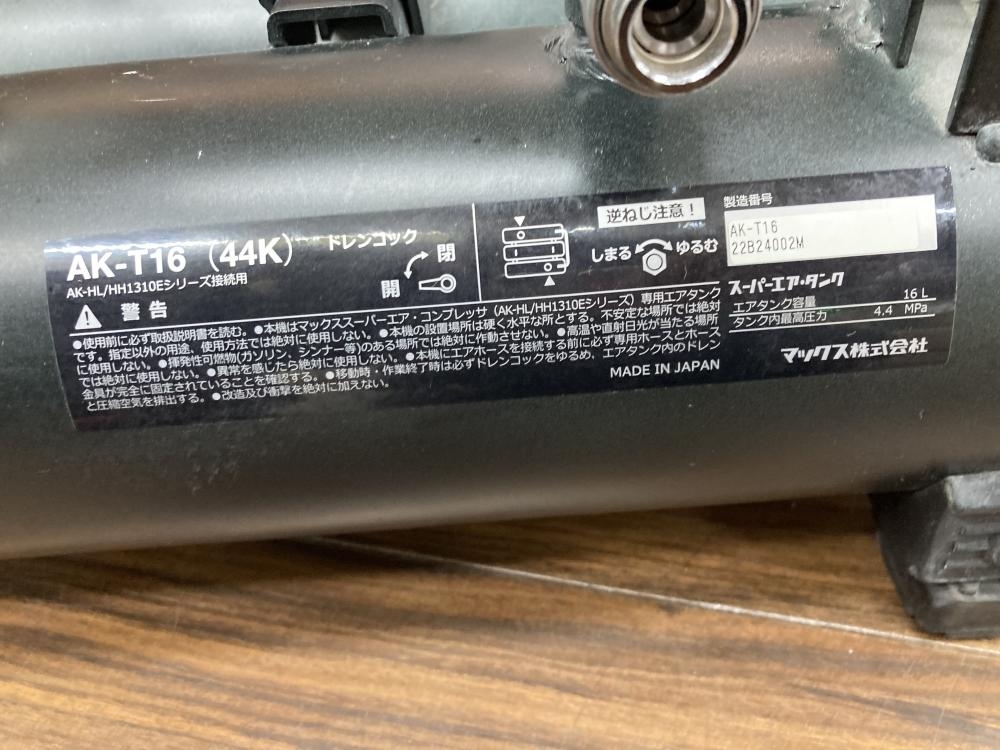 AK-T16（44K）
AK-HL/HH1310Eシリーズ接続用
ドレンコック
閉
開
逆ねじ注意！
しまる
ゆるむ
製造番号
AK-T16
22B24002M
スーパーエア・タンク
エアタンク容量 16 L
タンク内最高圧力 4.4 MPa
マックス株式会社
警告
●使用前に必ず取扱説明書を読む。●本機はマックススーパーエア・コンプレッサ（AK-HL/HH1310Eシリーズ）専用エアタンク
です。指定以外の用途、使用方法では絶対に使用しない。●本機の設置場所は硬く水平な所とする。不安定な場所では絶対
に使用しない。●揮発性可燃物(ガソリン、シンナー等)のある場所では絶対に作動させない。●高温や直射日光が当たる場所
では絶対に使用しない。●異常を感じたら絶対に使用しない。●本機にエアホースを接続する前に必ず専用ホースとホース
金具が完全に固定されていることを確認する。●移動時・作業終了時は必ずドレンコックをゆるめ、エアタンク内のドレン
と圧縮空気を排出する。●改造及び衝撃を絶対に加えない。
MADE IN JAPAN